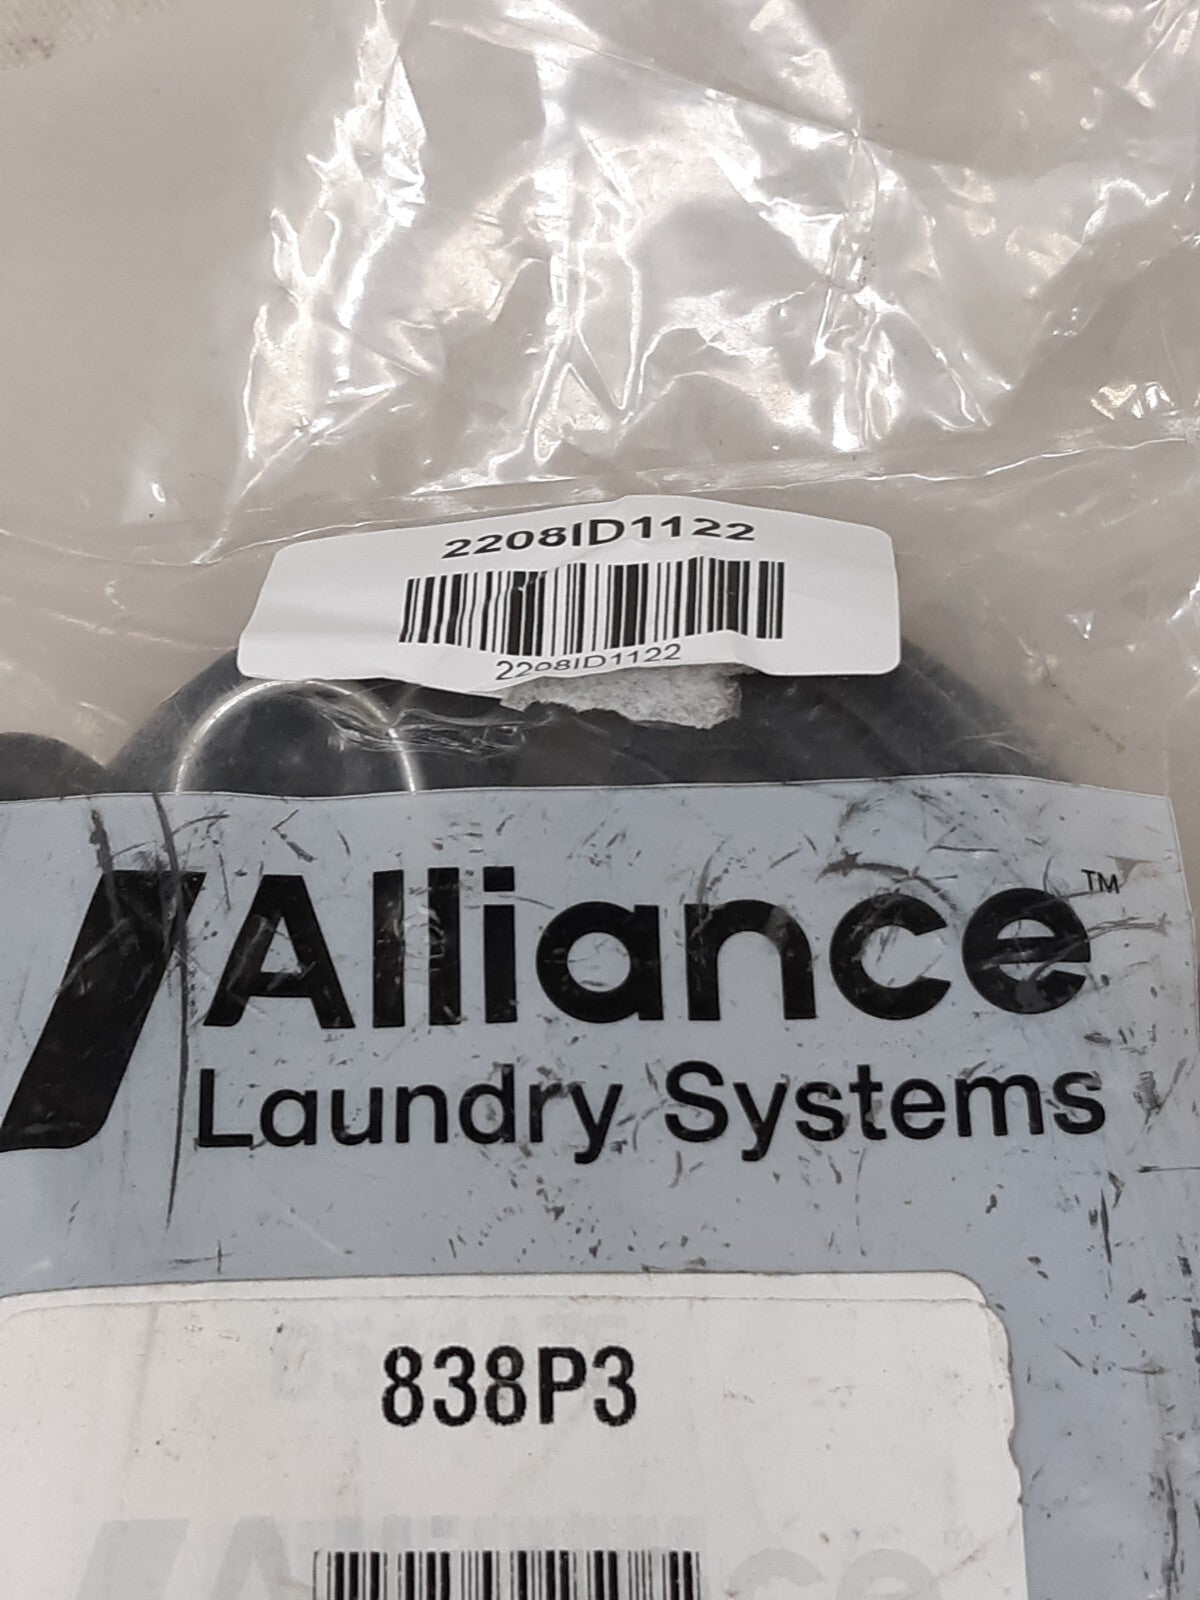 2208ID1122
2208ID1122
Alliance™
Laundry Systems
838P3